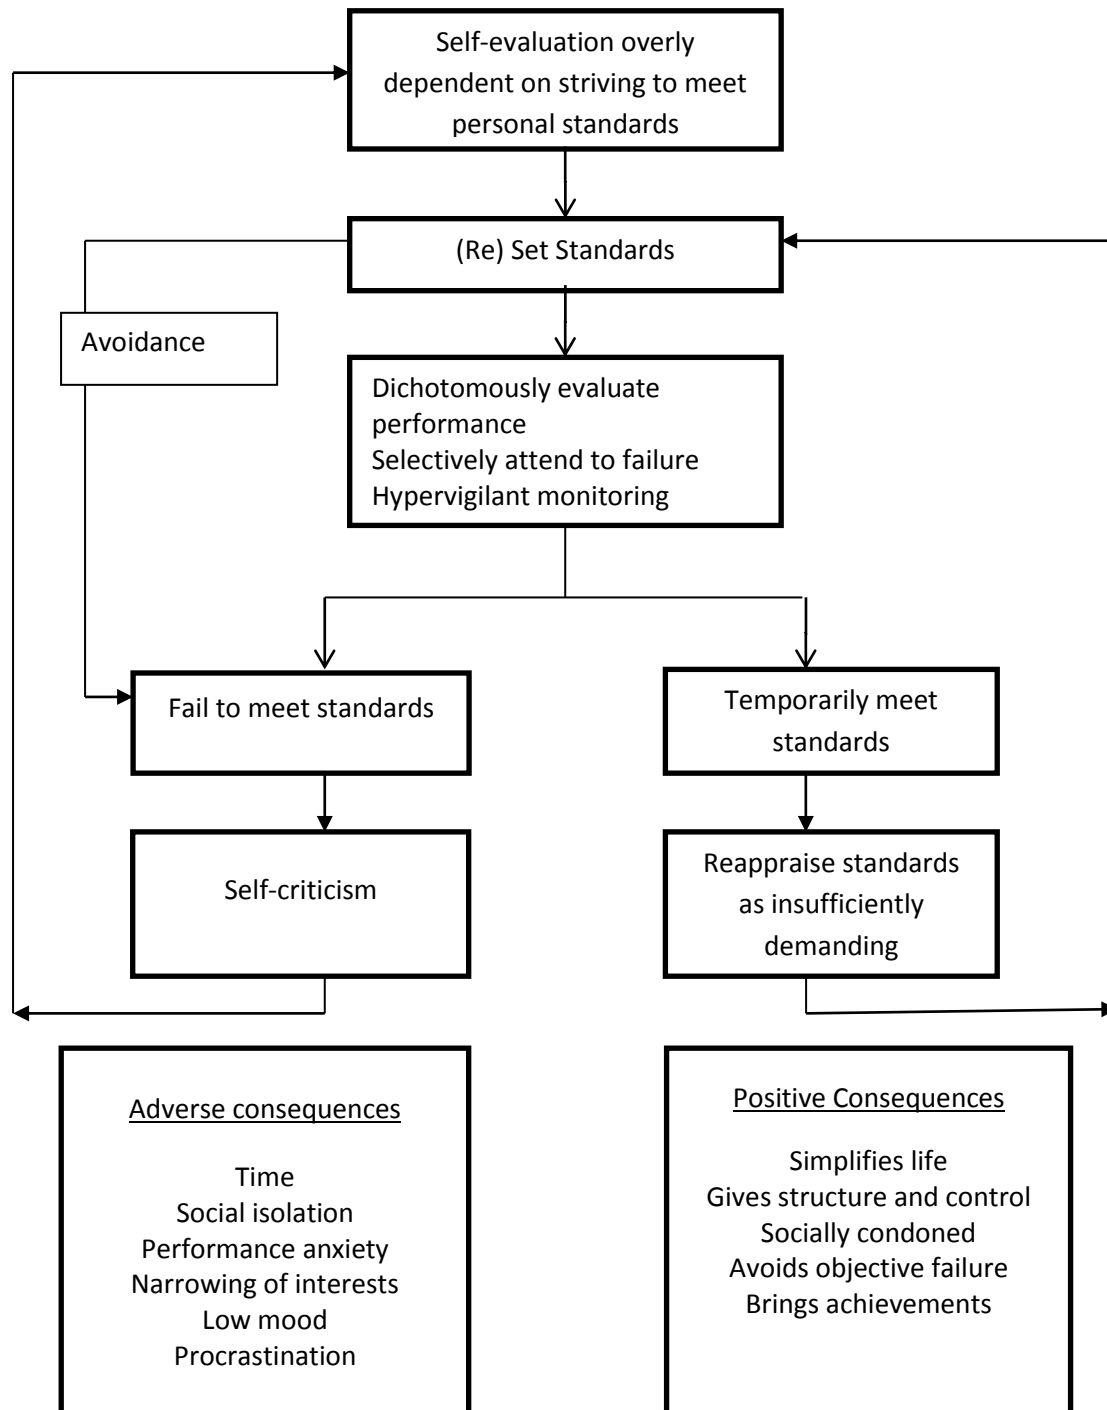 Self-evaluation overly
dependent on striving to meet
personal standards
(Re) Set Standards
Avoidance
Dichotomously evaluate
performance
Selectively attend to failure
Hypervigilant monitoring
Fail to meet standards
Temporarily meet
standards
Self-criticism
Reappraise standards
as insufficiently
demanding
Adverse consequences
Time
Social isolation
Performance anxiety
Narrowing of interests
Low mood
Procrastination
Positive Consequences
Simplifies life
Gives structure and control
Socially condoned
Avoids objective failure
Brings achievements